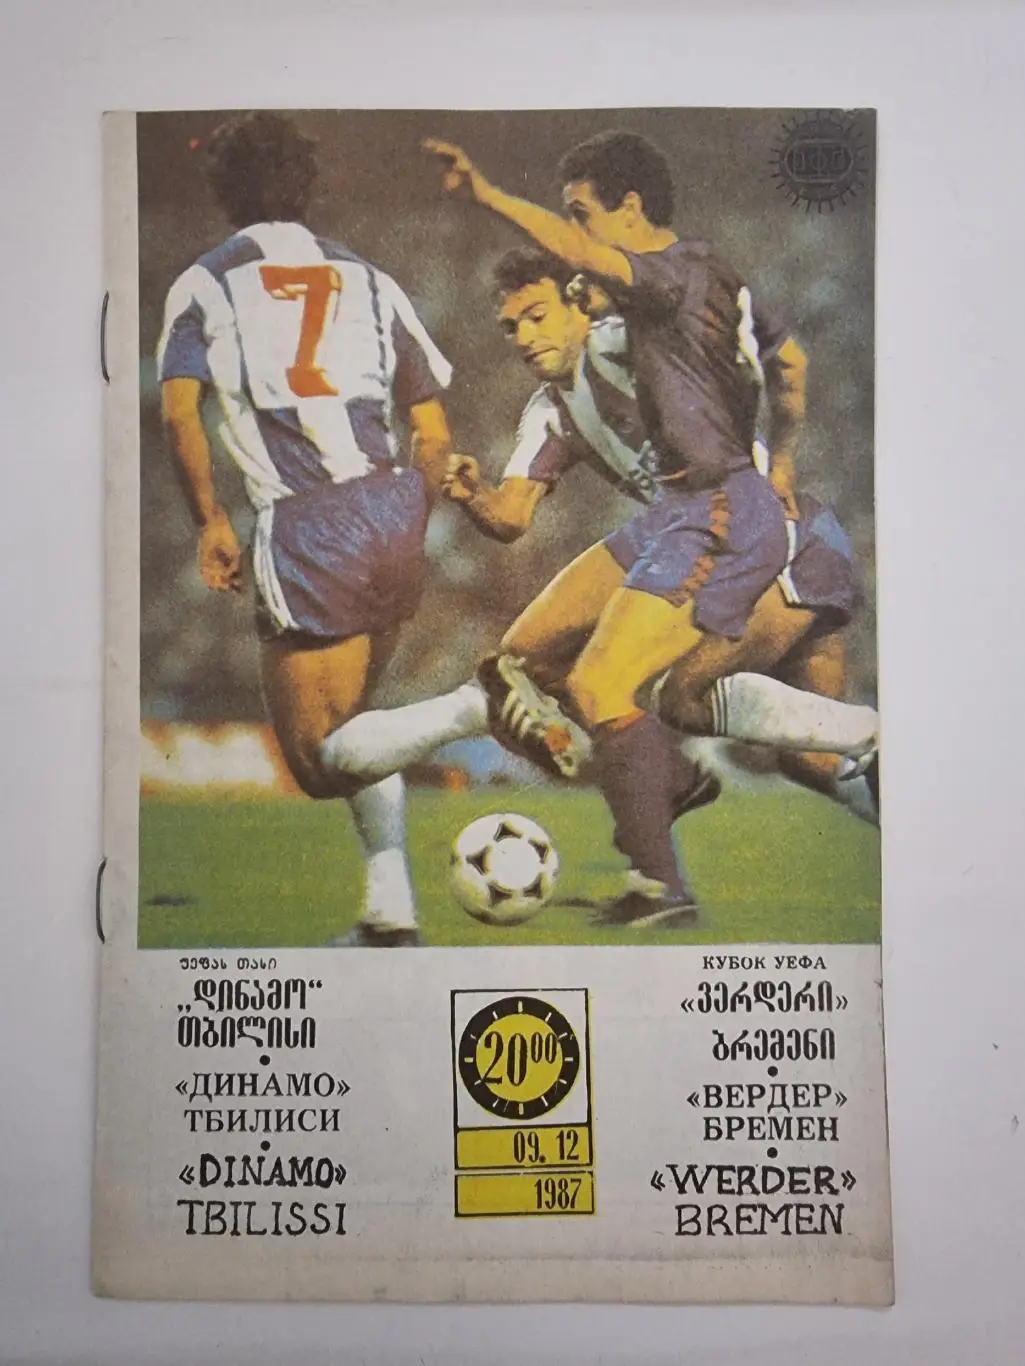 7
უეფას თასი
„დინამო“
თბილისი
«ДИНАМО»
ТБИЛИСИ
«DINAMO»
TBILISSI
20⁰⁰
09.12
1987
КУБОК УЕФА
«ვერდერი»
ბრემენი
«ВЕРДЕР»
БРЕМЕН
«WERDER»
BREMEN